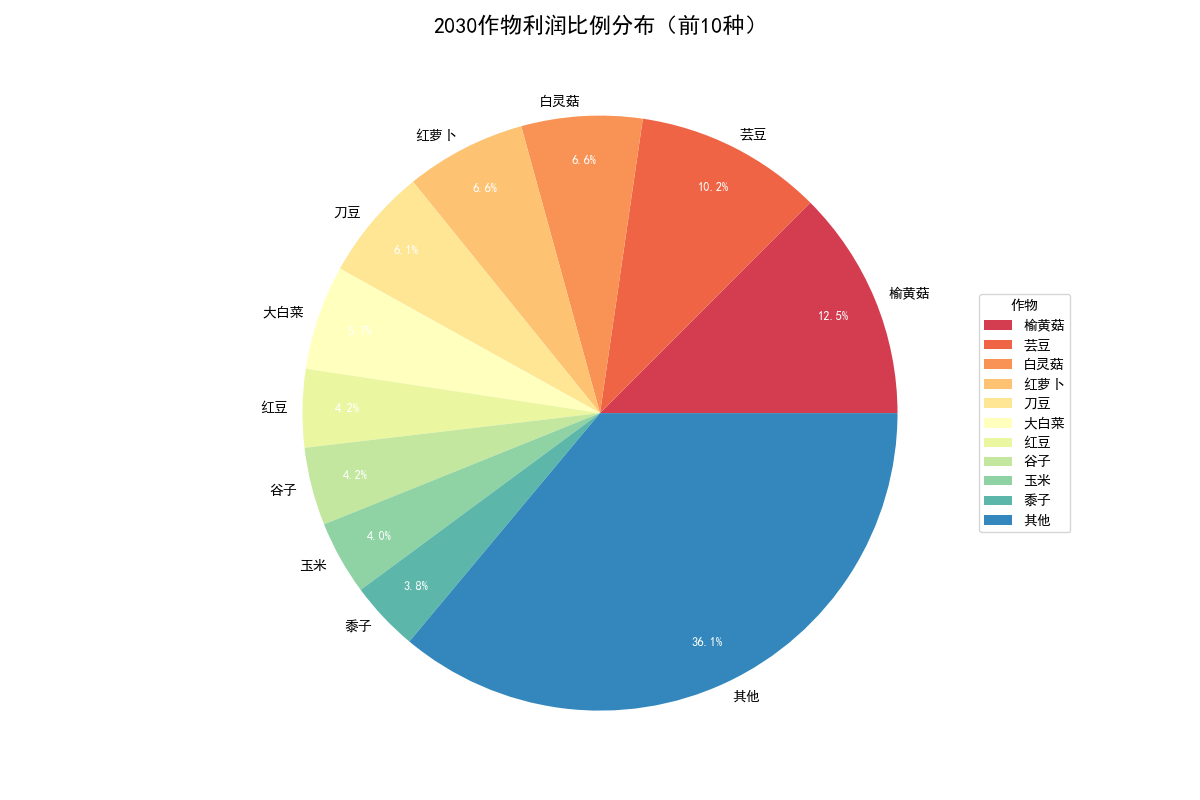 2030作物利润比例分布（前10种）
白灵菇
红萝卜
芸豆
6.6%
10.2%
6.6%
刀豆
6.1%
榆黄菇
12.5%
大白菜
红豆
4.2%
谷子
4.2%
玉米
4.0%
黍子
3.8%
36.1%
其他
作物
榆黄菇
芸豆
白灵菇
红萝卜
刀豆
大白菜
红豆
谷子
玉米
黍子
其他